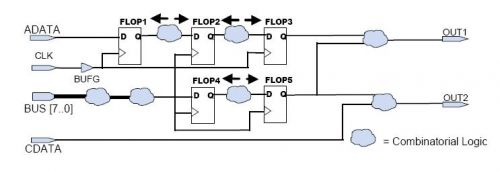 FLOP1 FLOP2 FLOP3
ADATA
D Q D Q D Q
OUT1
CLK
BUFG
FLOP4 FLOP5
BUS [7..0]
D Q D Q
OUT2
CDATA
= Combinatorial Logic